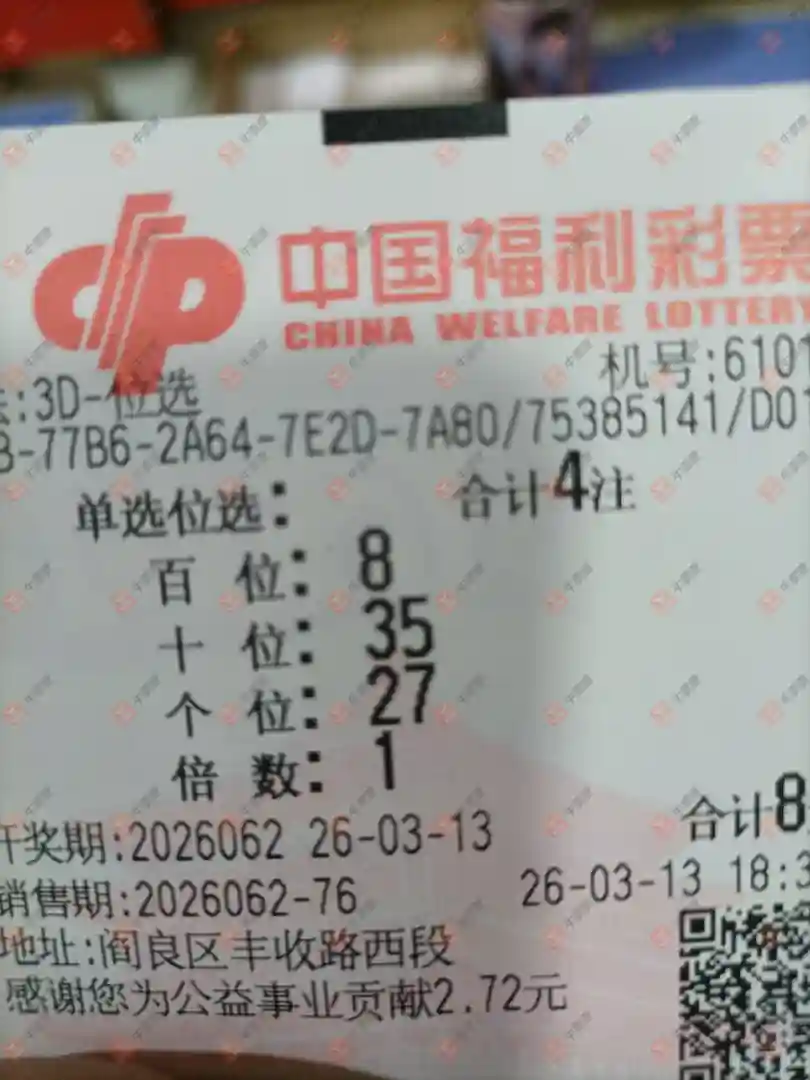 中国福利彩票
CHINA WELFARE LOTTERY
:3D-位选
机号:6101
-77B6-2A64-7E2D-7A80/75385141/D01
单选位选: 合计4注
百位: 8
十位: 35
个位: 27
倍数: 1
合计8
开奖期:2026062 26-03-13
销售期:2026062-76 26-03-13 18:3
地址:阎良区丰收路西段
感谢您为公益事业贡献2.72元